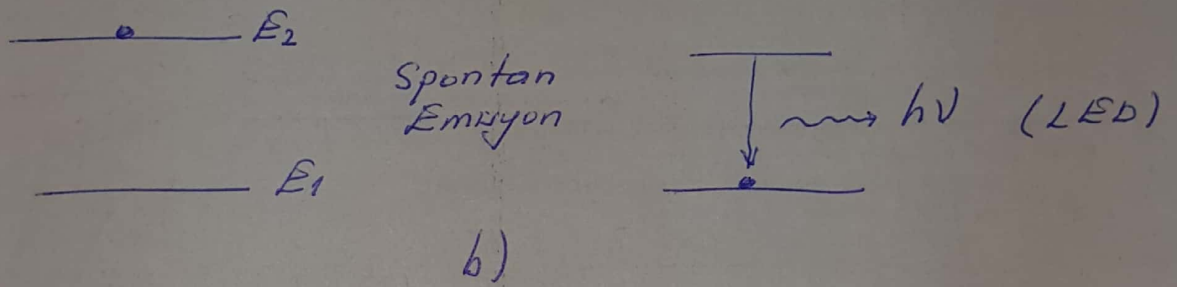 E₂
Spontan
Emisyon
hν (LED)
E₁
b)